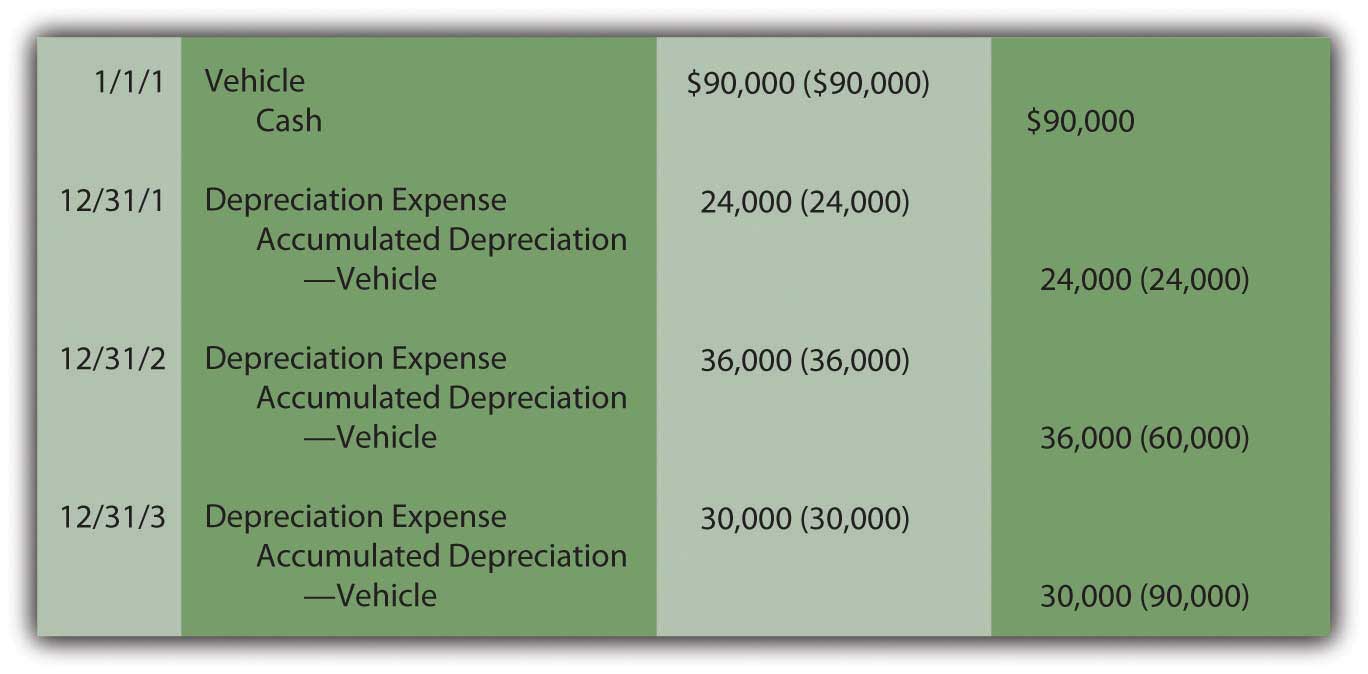 1/1/1 Vehicle $90,000 ($90,000)
Cash $90,000
12/31/1 Depreciation Expense 24,000 (24,000)
Accumulated Depreciation
—Vehicle 24,000 (24,000)
12/31/2 Depreciation Expense 36,000 (36,000)
Accumulated Depreciation
—Vehicle 36,000 (60,000)
12/31/3 Depreciation Expense 30,000 (30,000)
Accumulated Depreciation
—Vehicle 30,000 (90,000)